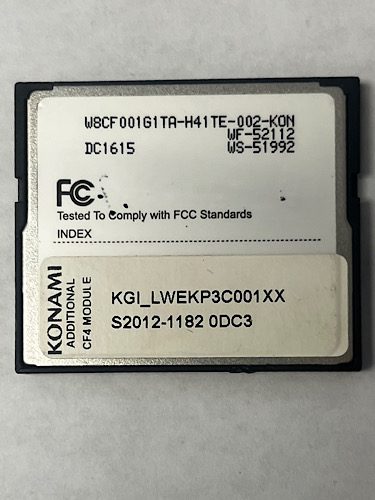 W8CF001G1TA-H41TE-002-KON
WF-52112
DC1615 WS-51992
FC
Tested To Comply with FCC Standards
INDEX
KONAMI
ADDITIONAL
CF4 MODULE
KGI_LWEKP3C001XX
S2012-1182 0DC3